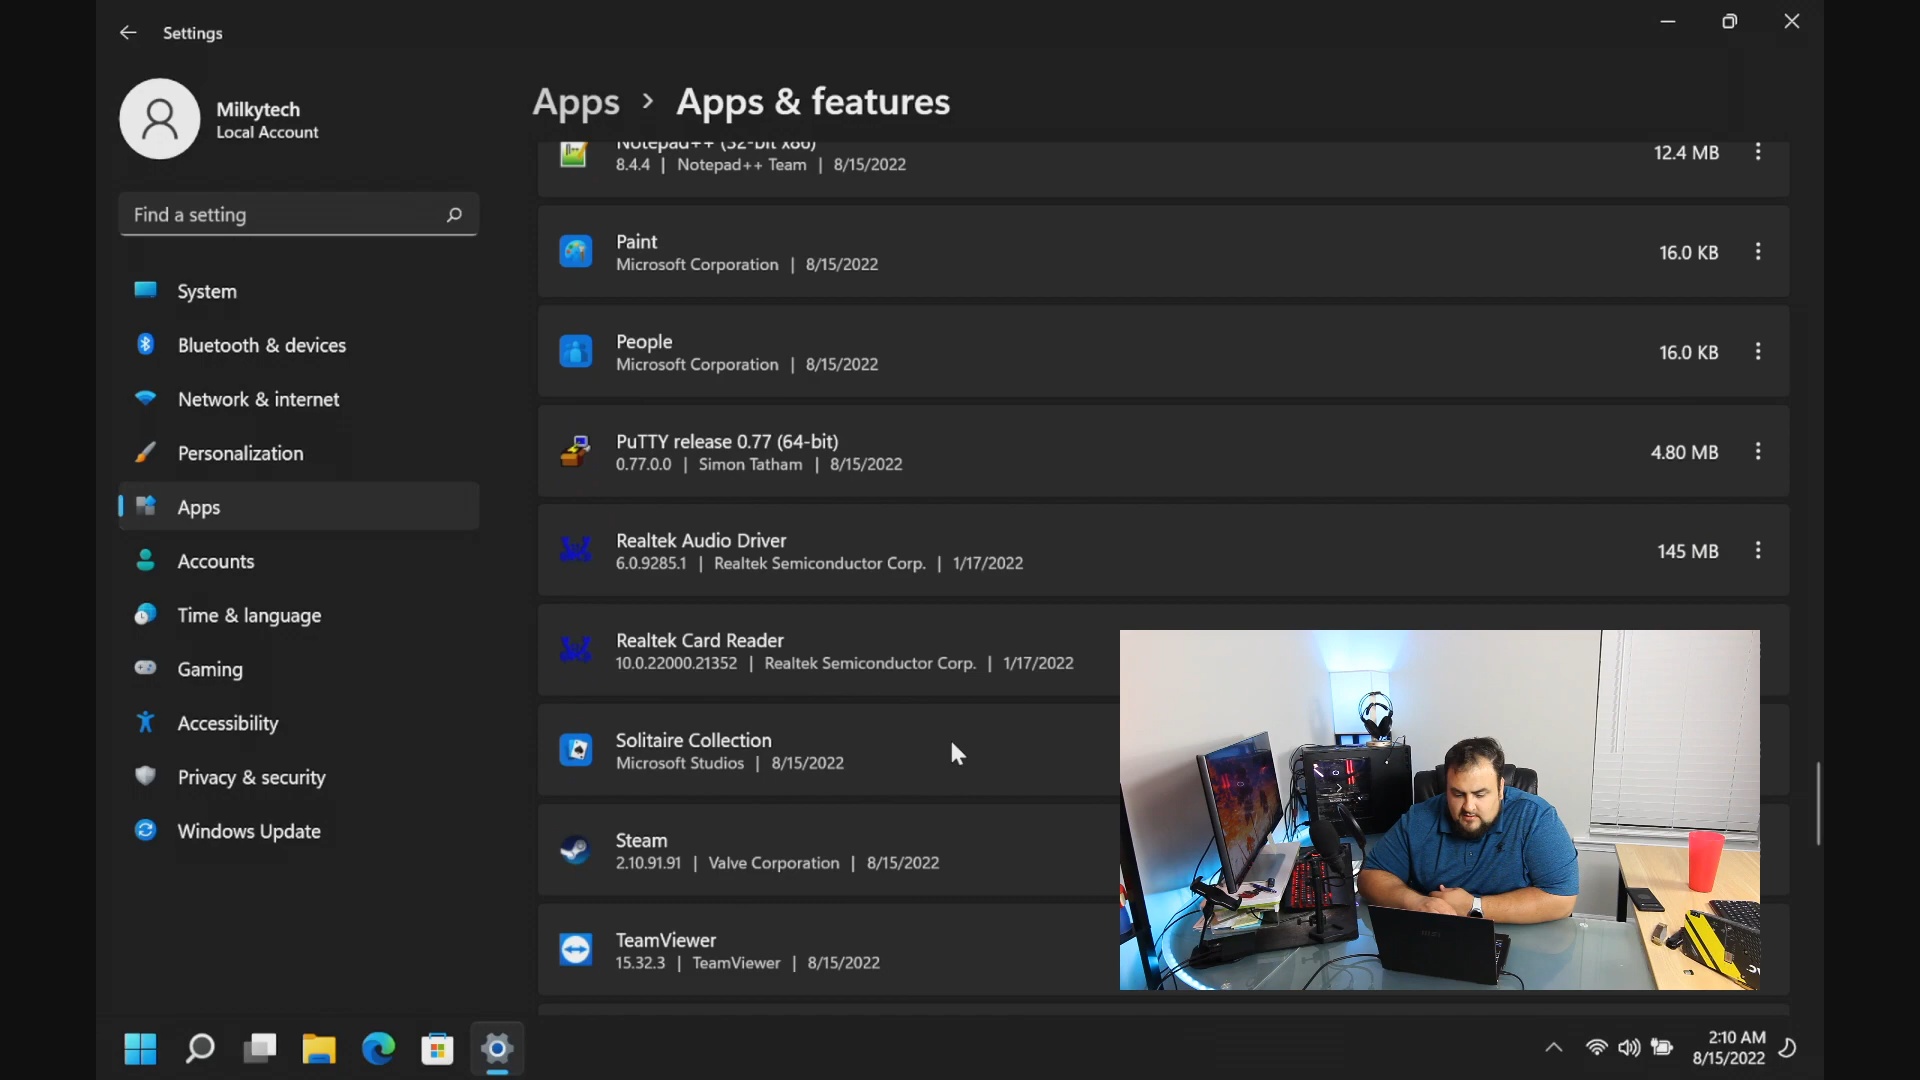 Settings
Milkytech
Local Account
Find a setting
System
Bluetooth & devices
Network & internet
Personalization
Apps
Accounts
Time & language
Gaming
Accessibility
Privacy & security
Windows Update
Apps > Apps & features
Notepad++ (32-bit x86)
8.4.4 | Notepad++ Team | 8/15/2022
12.4 MB
Paint
Microsoft Corporation | 8/15/2022
16.0 KB
People
Microsoft Corporation | 8/15/2022
16.0 KB
PuTTY release 0.77 (64-bit)
0.77.0.0 | Simon Tatham | 8/15/2022
4.80 MB
Realtek Audio Driver
6.0.9285.1 | Realtek Semiconductor Corp. | 1/17/2022
145 MB
Realtek Card Reader
10.0.22000.21352 | Realtek Semiconductor Corp. | 1/17/2022
Solitaire Collection
Microsoft Studios | 8/15/2022
Steam
2.10.91.91 | Valve Corporation | 8/15/2022
TeamViewer
15.32.3 | TeamViewer | 8/15/2022
2:10 AM
8/15/2022